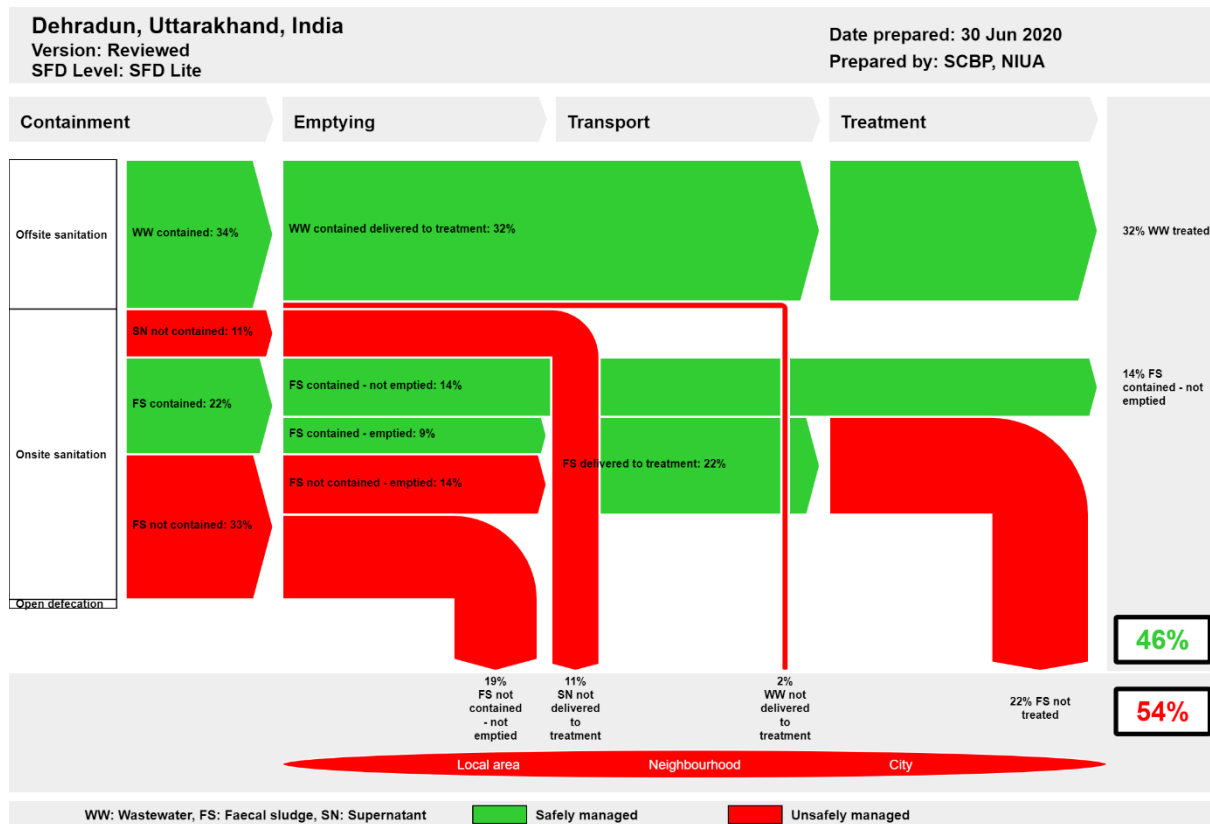 Dehradun, Uttarakhand, India
Version: Reviewed
SFD Level: SFD Lite
Date prepared: 30 Jun 2020
Prepared by: SCBP, NIUA
Containment
Emptying
Transport
Treatment
Offsite sanitation
WW contained: 34%
WW contained delivered to treatment: 32%
32% WW treated
SN not contained: 11%
Onsite sanitation
FS contained: 22%
FS contained - not emptied: 14%
14% FS
contained - not
emptied
FS contained - emptied: 9%
FS delivered to treatment: 22%
FS not contained - emptied: 14%
FS not contained: 33%
Open defecation
46%
19%
FS not
contained
- not
emptied
11%
SN not
delivered
to
treatment
2%
WW not
delivered
to
treatment
22% FS not
treated
54%
Local area
Neighbourhood
City
WW: Wastewater, FS: Faecal sludge, SN: Supernatant
Safely managed
Unsafely managed